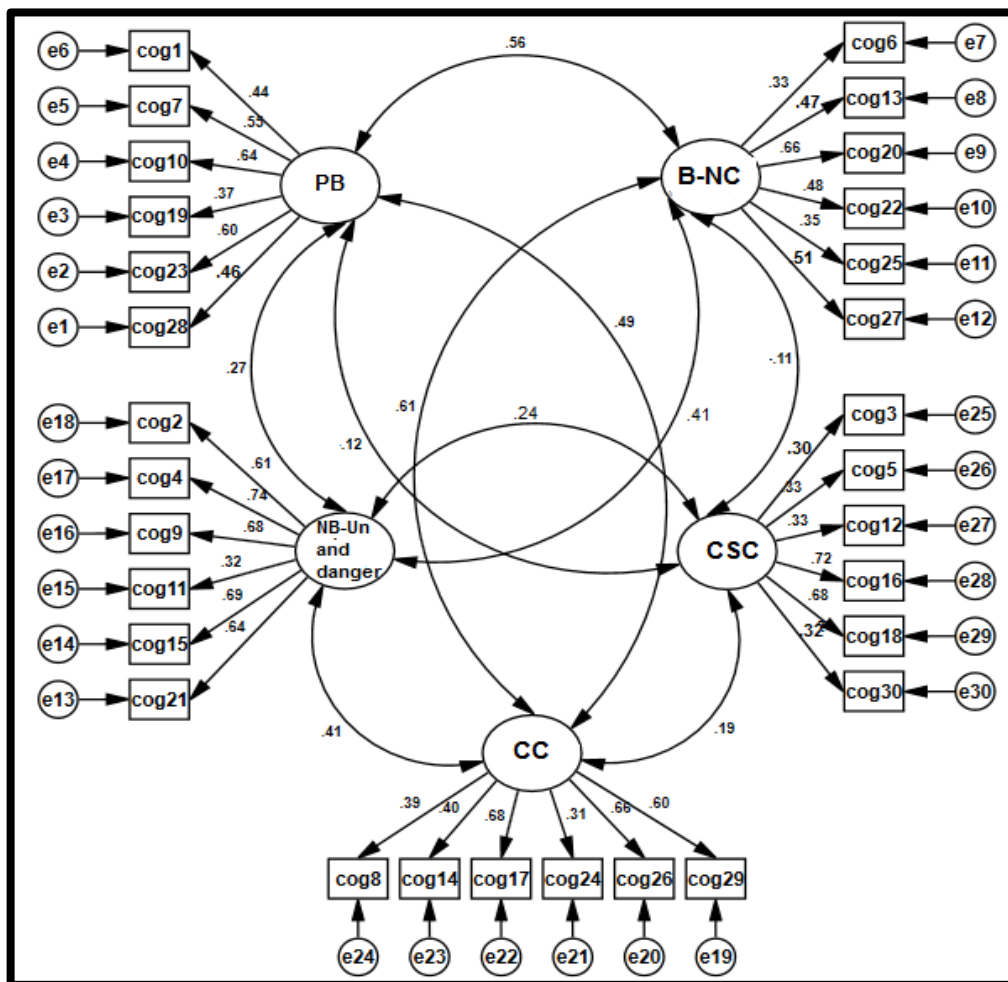 e6 cog1
.44
e5 cog7
.55
e4 cog10
.64
e3 cog19
.37
e2 cog23
.60
e1 cog28
.46
PB
.56
cog6 e7
.33
cog13 e8
.47
cog20 e9
.66
cog22 e10
.48
cog25 e11
.35
cog27 e12
.51
B-NC
.27
.12
.61
.49
.41
-.11
.24
e18 cog2
.61
e17 cog4
.74
e16 cog9
.68
e15 cog11
.32
e14 cog15
.69
e13 cog21
.64
NB-Un
and
danger
cog3 e25
.30
cog5 e26
.33
cog12 e27
.33
cog16 e28
.72
cog18 e29
.68
cog30 e30
.32
CSC
.41
.19
CC
.39
.40
.68
.31
.66
.60
cog8 cog14 cog17 cog24 cog26 cog29
e24 e23 e22 e21 e20 e19